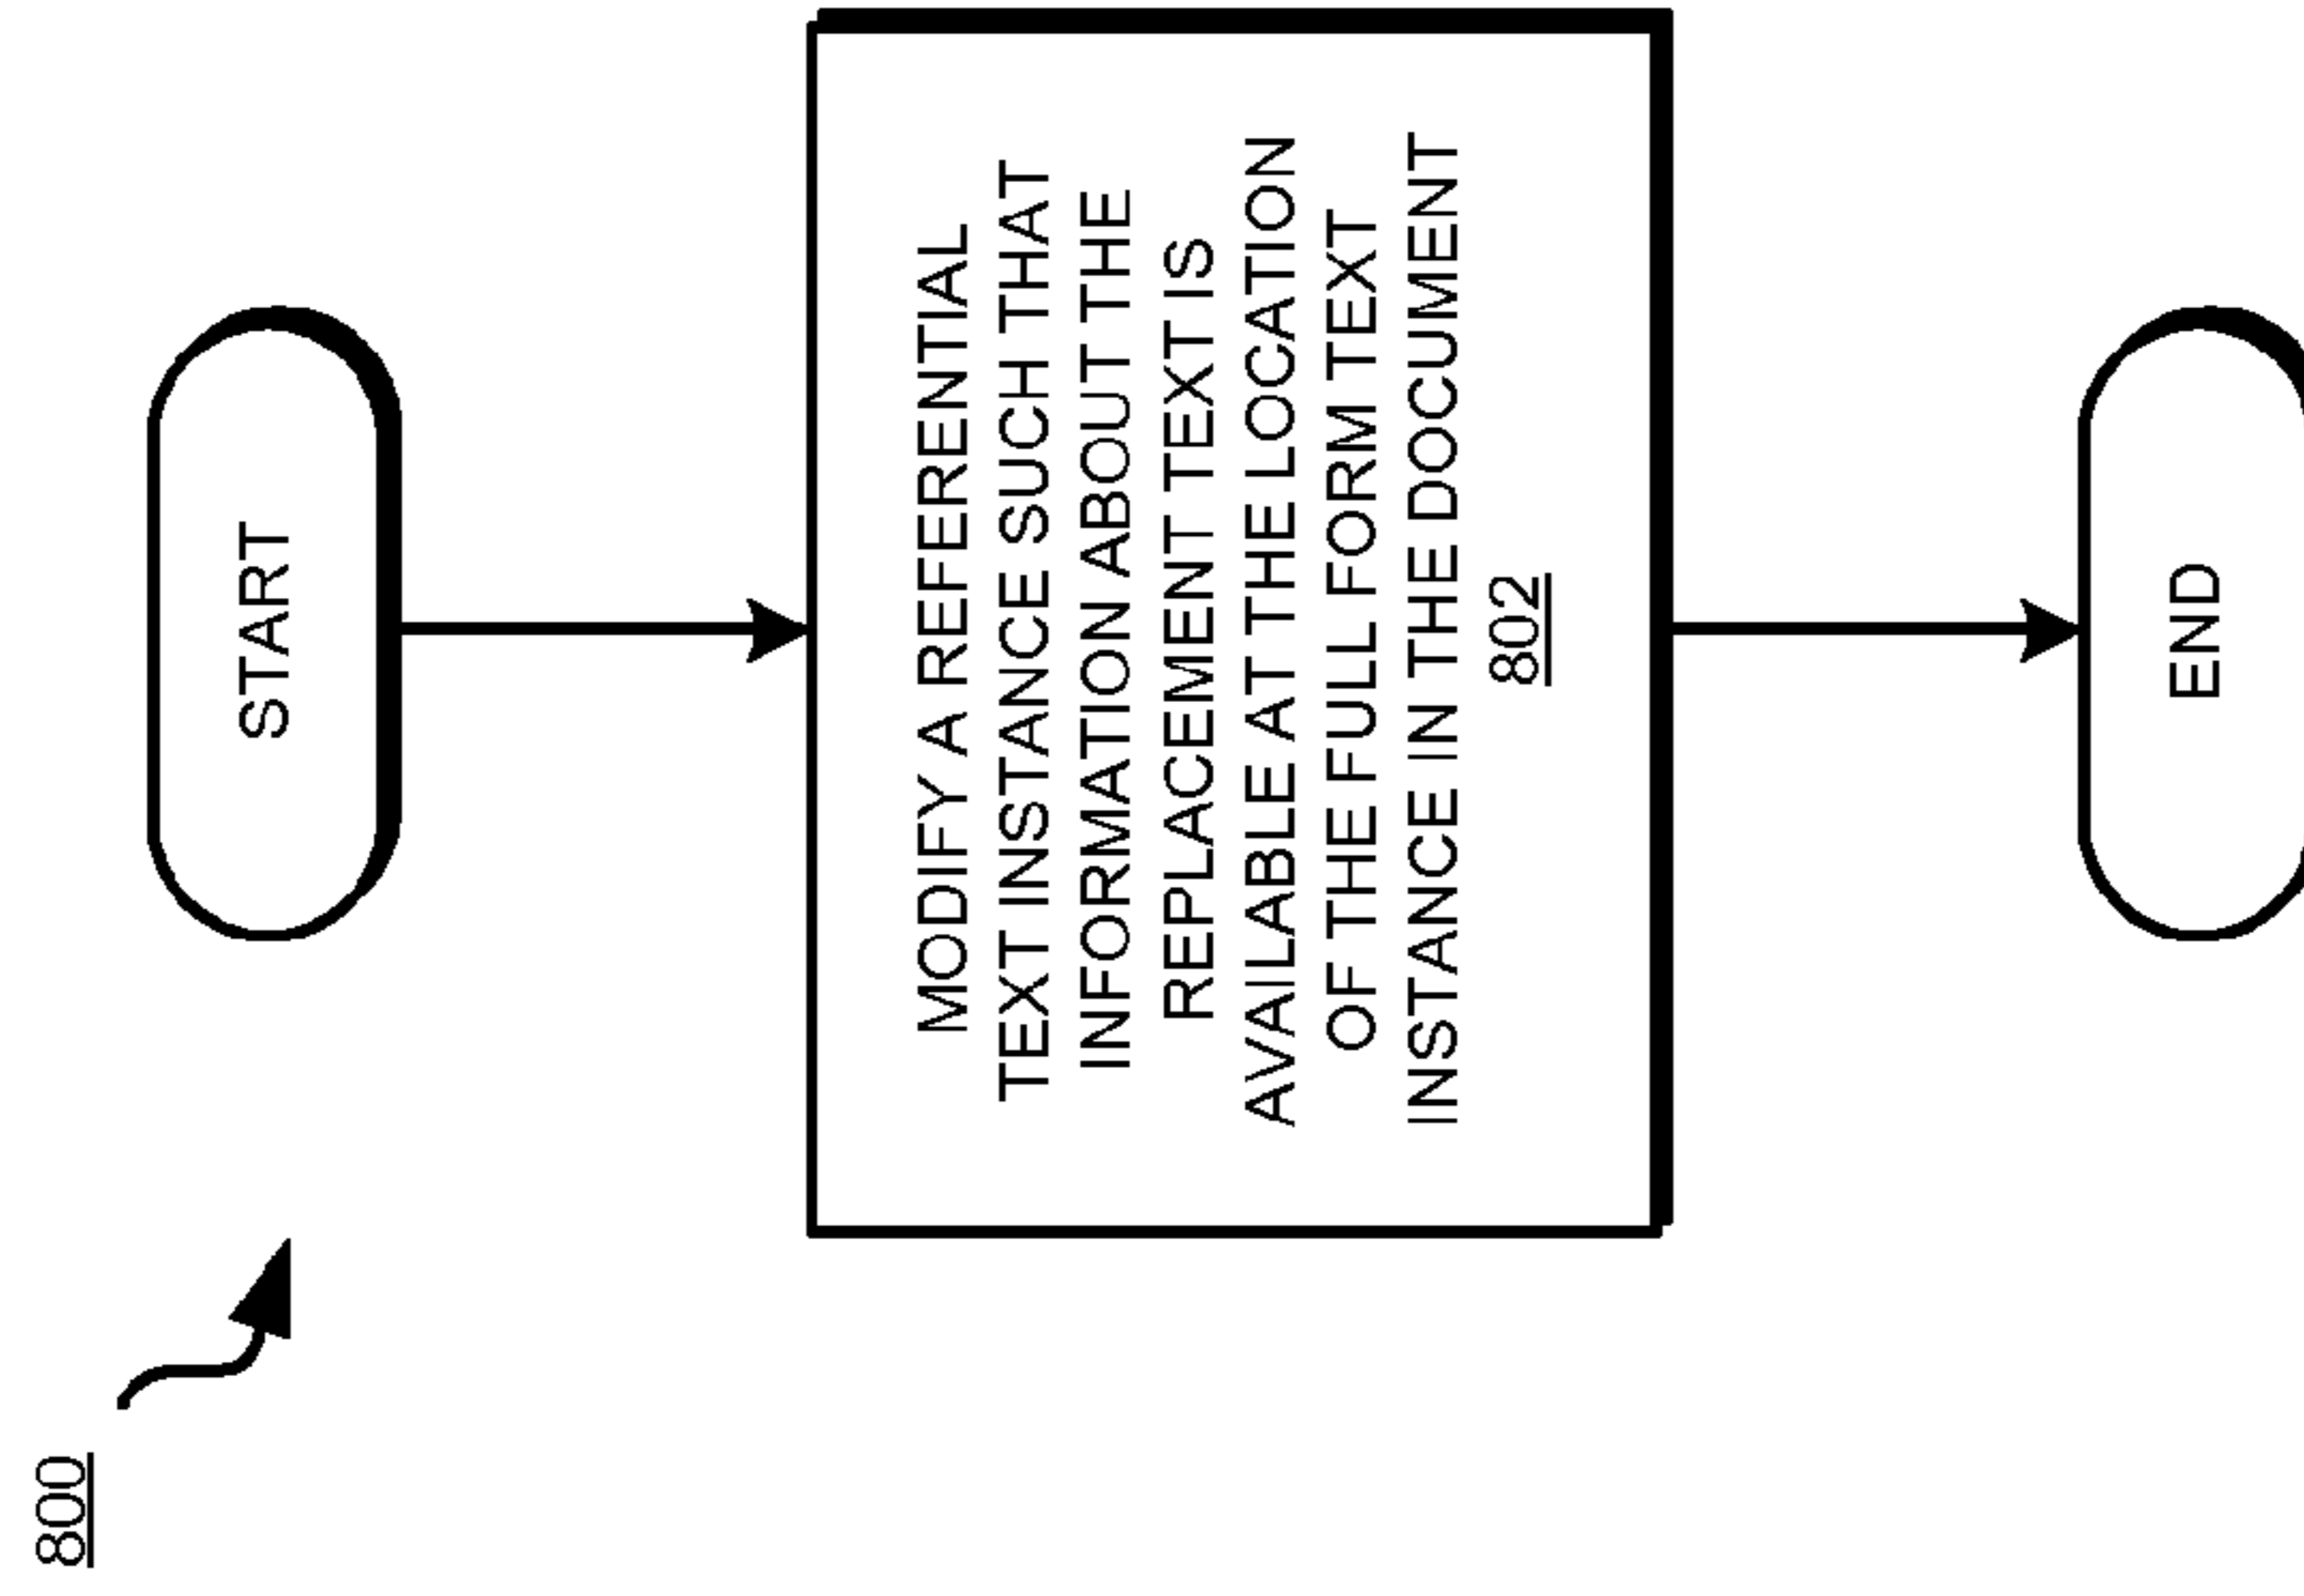 800
START
MODIFY A REFERENTIAL
TEXT INSTANCE SUCH THAT
INFORMATION ABOUT THE
REPLACEMENT TEXT IS
AVAILABLE AT THE LOCATION
OF THE FULL FORM TEXT
INSTANCE IN THE DOCUMENT
802
END